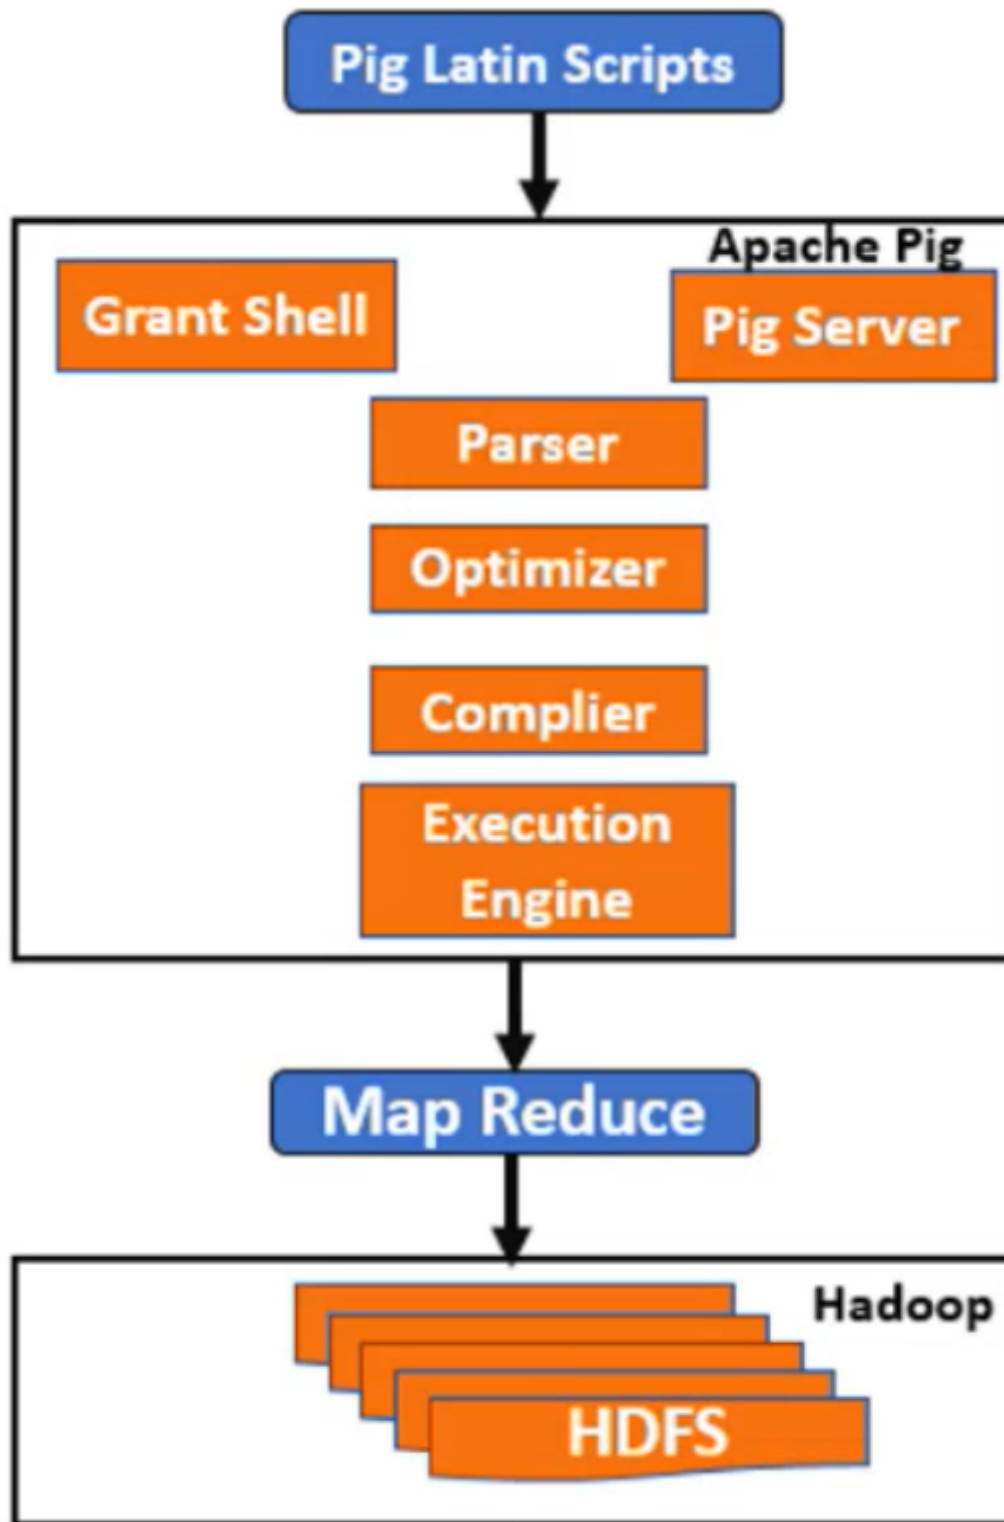 Pig Latin Scripts
Apache Pig
Grant Shell
Pig Server
Parser
Optimizer
Complier
Execution
Engine
Map Reduce
Hadoop
HDFS